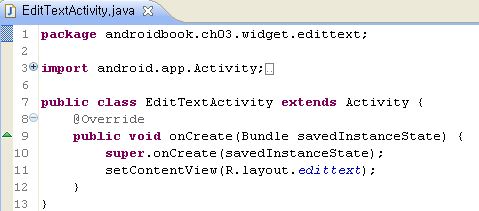 EditTextActivity.java
1 package androidbook.ch03.widget.edittext;
2
3 import android.app.Activity;
6
7 public class EditTextActivity extends Activity {
8 @Override
9 public void onCreate(Bundle savedInstanceState) {
10 super.onCreate(savedInstanceState);
11 setContentView(R.layout.edittext);
12 }
13 }